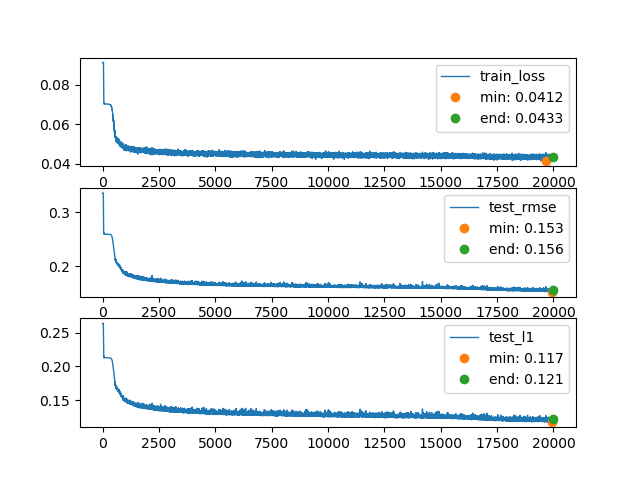 0.08
0.06
0.04
train_loss
min: 0.0412
end: 0.0433
0 2500 5000 7500 10000 12500 15000 17500 20000
0.3
0.2
test_rmse
min: 0.153
end: 0.156
0 2500 5000 7500 10000 12500 15000 17500 20000
0.25
0.20
0.15
test_l1
min: 0.117
end: 0.121
0 2500 5000 7500 10000 12500 15000 17500 20000